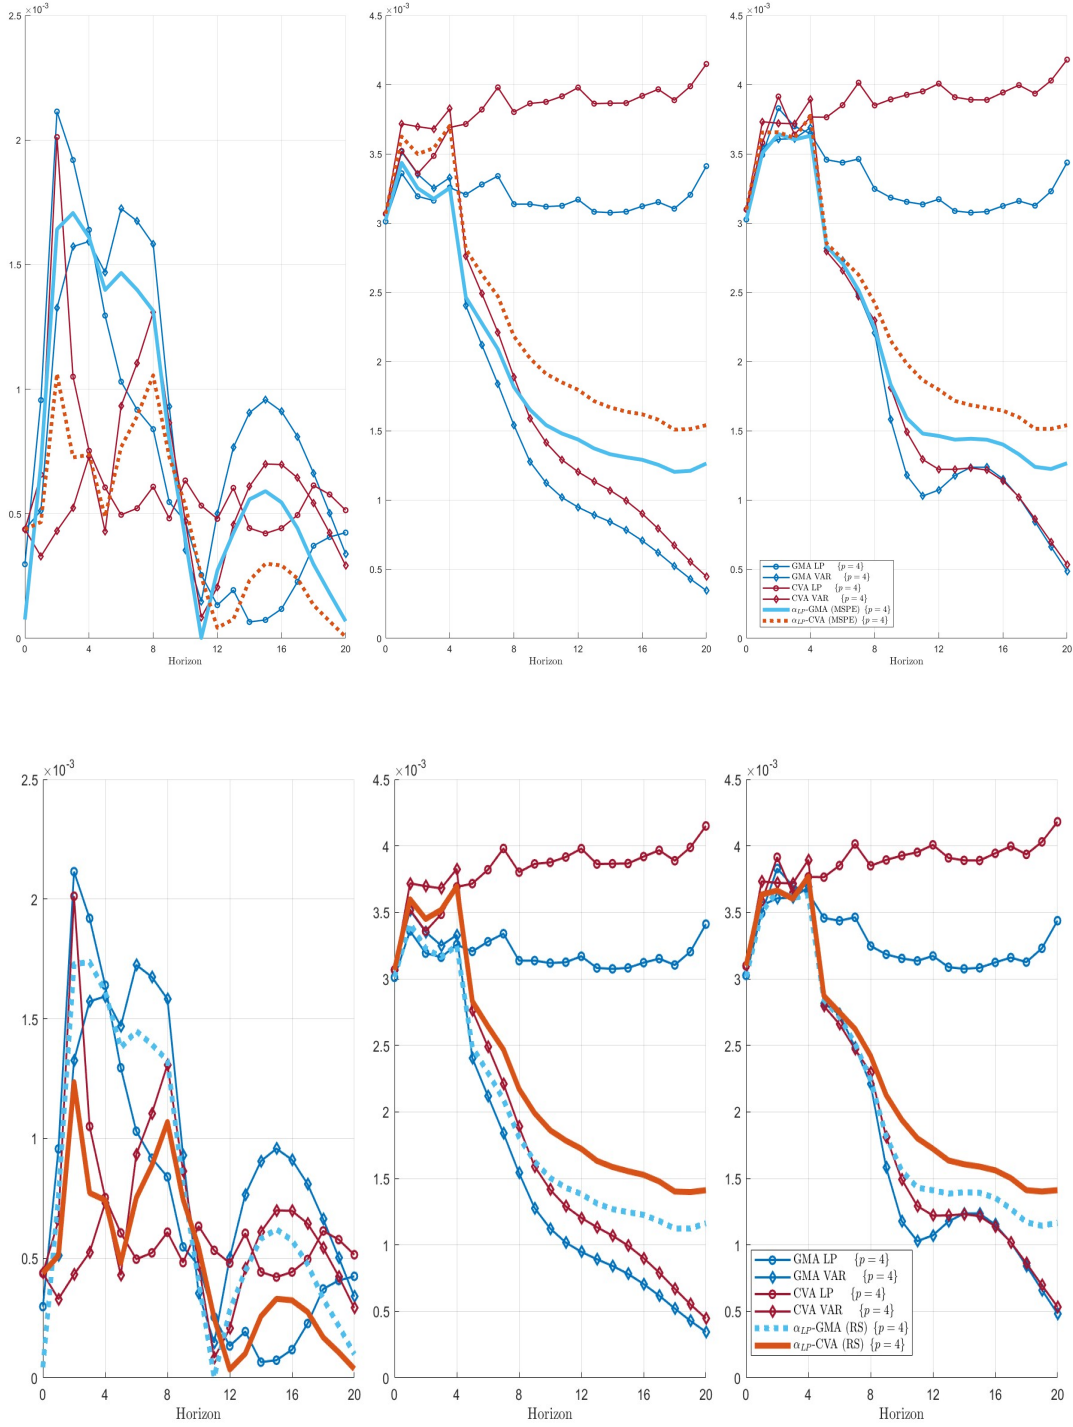 ×10⁻³
2.5
2
1.5
1
0.5
0
0 4 8 12 16 20
Horizon
×10⁻³
4.5
4
3.5
3
2.5
2
1.5
1
0.5
0
0 4 8 12 16 20
Horizon
×10⁻³
4.5
4
3.5
3
2.5
2
1.5
1
0.5
0
GMA LP {p = 4}
GMA VAR {p = 4}
CVA LP {p = 4}
CVA VAR {p = 4}
α_LP-GMA (MSPE) {p = 4}
α_LP-CVA (MSPE) {p = 4}
0 4 8 12 16 20
Horizon
×10⁻³
2.5
2
1.5
1
0.5
0
0 4 8 12 16 20
Horizon
×10⁻³
4.5
4
3.5
3
2.5
2
1.5
1
0.5
0
0 4 8 12 16 20
Horizon
×10⁻³
4.5
4
3.5
3
2.5
2
1.5
1
0.5
0
GMA LP {p = 4}
GMA VAR {p = 4}
CVA LP {p = 4}
CVA VAR {p = 4}
α_LP-GMA (RS) {p = 4}
α_LP-CVA (RS) {p = 4}
0 4 8 12 16 20
Horizon